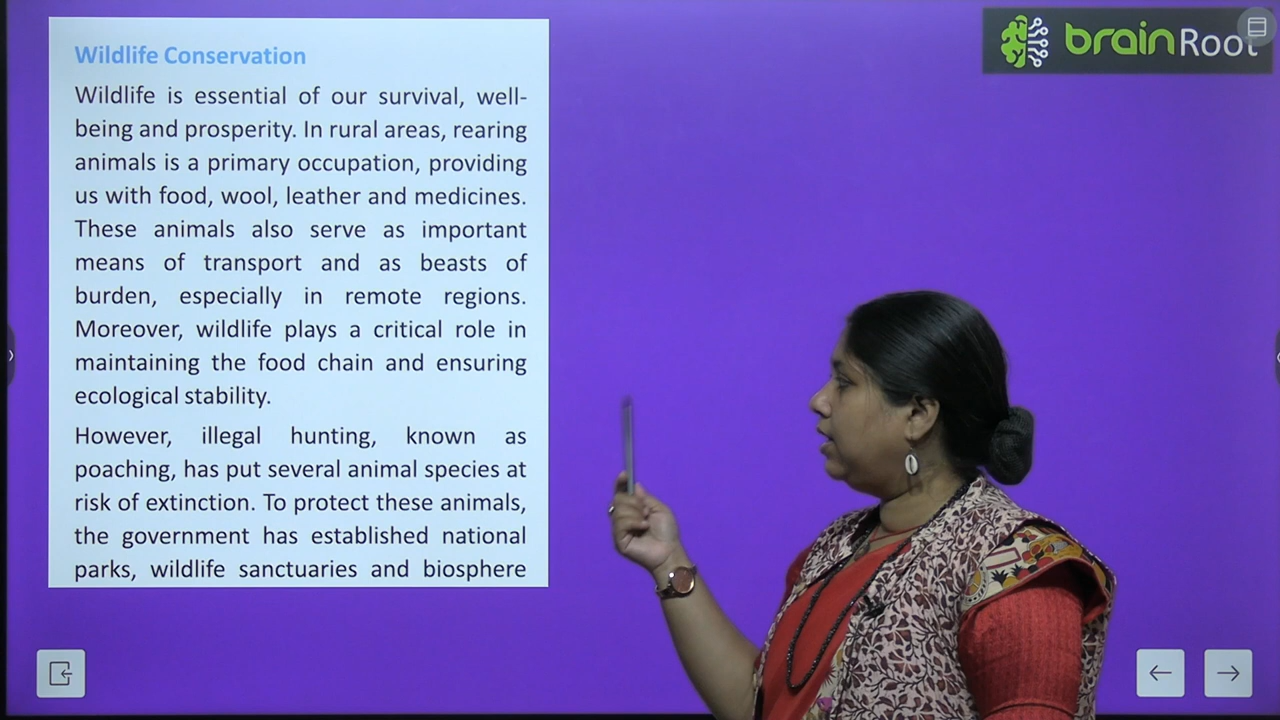 Wildlife Conservation
Wildlife is essential of our survival, well-
being and prosperity. In rural areas, rearing
animals is a primary occupation, providing
us with food, wool, leather and medicines.
These animals also serve as important
means of transport and as beasts of
burden, especially in remote regions.
Moreover, wildlife plays a critical role in
maintaining the food chain and ensuring
ecological stability.
However, illegal hunting, known as
poaching, has put several animal species at
risk of extinction. To protect these animals,
the government has established national
parks, wildlife sanctuaries and biosphere
brainRoot